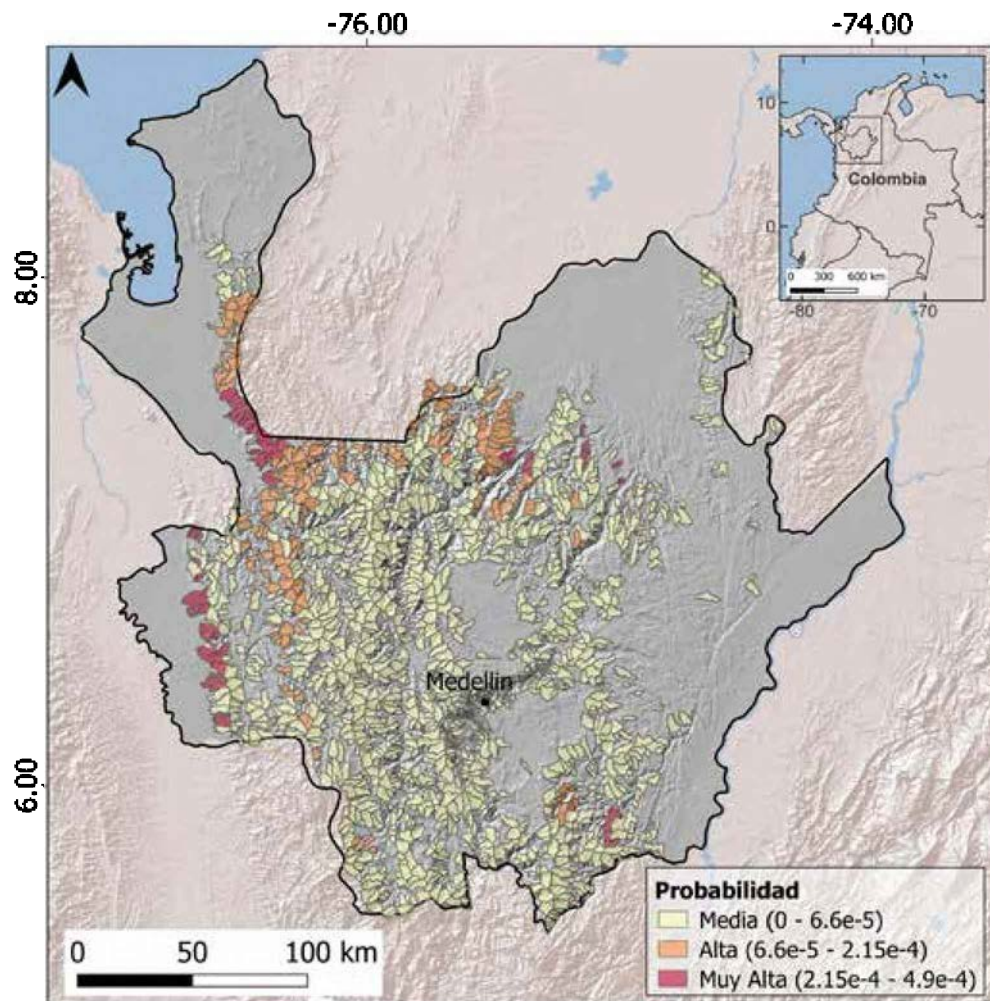 -76.00
-74.00
10
Colombia
0
0 300 600 km
-80
-70
8.00
Medellin
6.00
Probabilidad
Media (0 - 6.6e-5)
Alta (6.6e-5 - 2.15e-4)
Muy Alta (2.15e-4 - 4.9e-4)
0 50 100 km